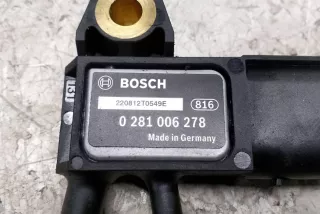 BOSCH
220812T0549E
816
0 281 006 278
Made in Germany